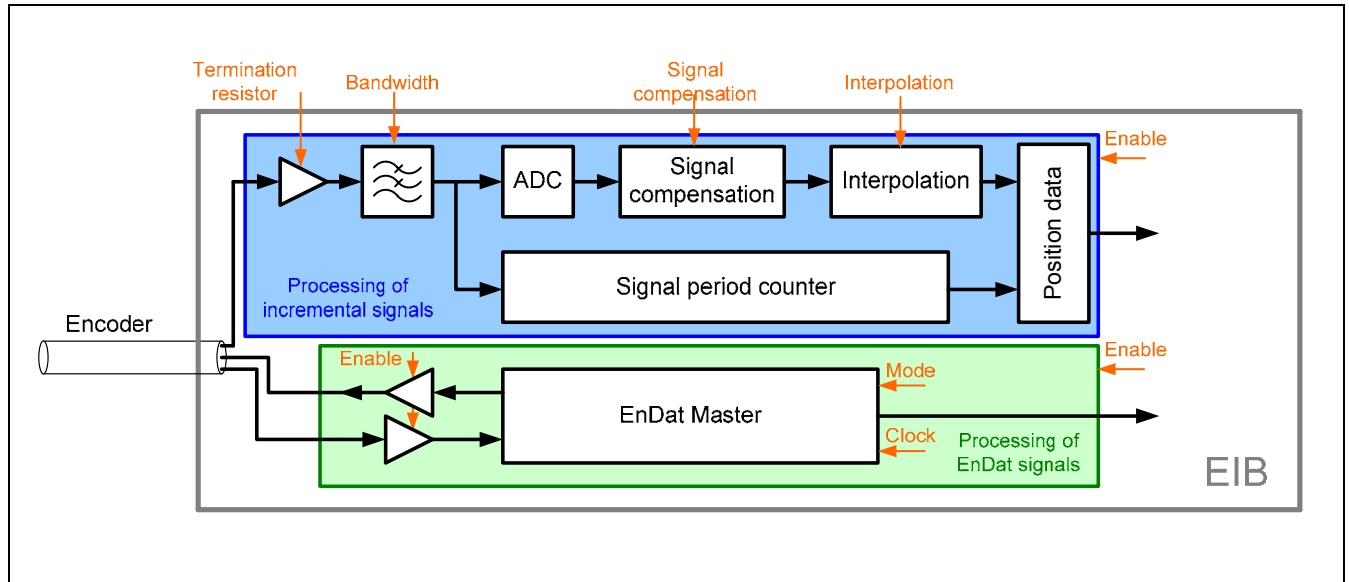 Termination
resistor
Bandwidth
Signal
compensation
Interpolation
Enable
ADC
Signal
compensation
Interpolation
Position data
Signal period counter
Processing of
incremental signals
Encoder
Enable
Enable
Mode
EnDat Master
Clock
Processing of
EnDat signals
EIB